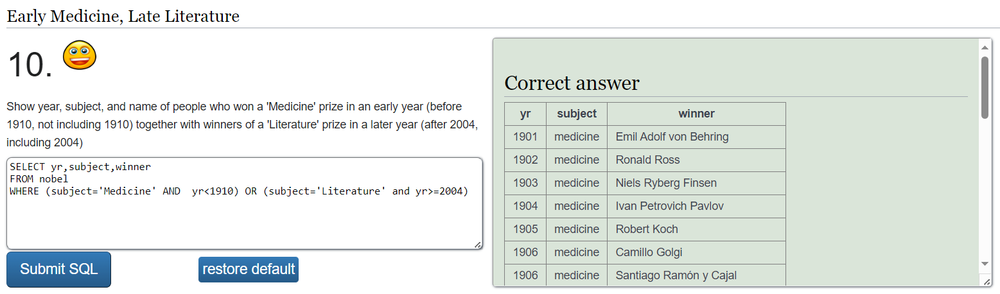 Early Medicine, Late Literature
10.
Show year, subject, and name of people who won a 'Medicine' prize in an early year (before
1910, not including 1910) together with winners of a 'Literature' prize in a later year (after 2004,
including 2004)
SELECT yr,subject,winner
FROM nobel
WHERE (subject='Medicine' AND  yr<1910) OR (subject='Literature' and yr>=2004)
Submit SQL
restore default
Correct answer
yr subject winner
1901 medicine Emil Adolf von Behring
1902 medicine Ronald Ross
1903 medicine Niels Ryberg Finsen
1904 medicine Ivan Petrovich Pavlov
1905 medicine Robert Koch
1906 medicine Camillo Golgi
1906 medicine Santiago Ramón y Cajal